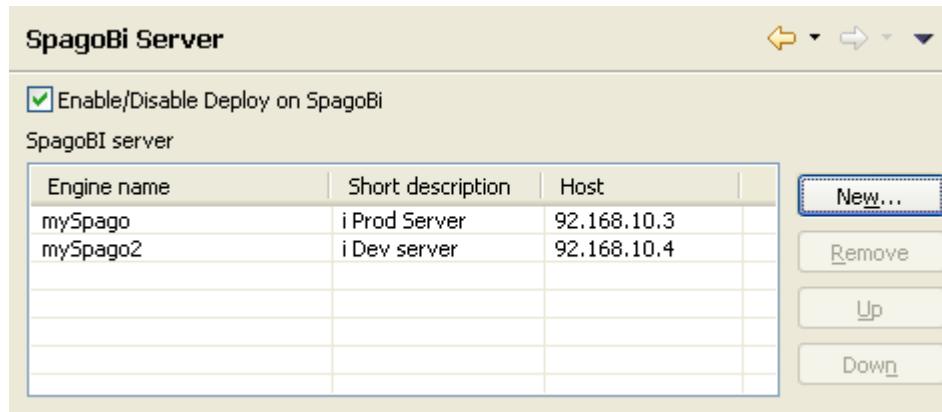 SpagoBi Server
Enable/Disable Deploy on SpagoBi
SpagoBI server
Engine name Short description Host
mySpago i Prod Server 92.168.10.3
mySpago2 i Dev server 92.168.10.4
New...
Remove
Up
Down